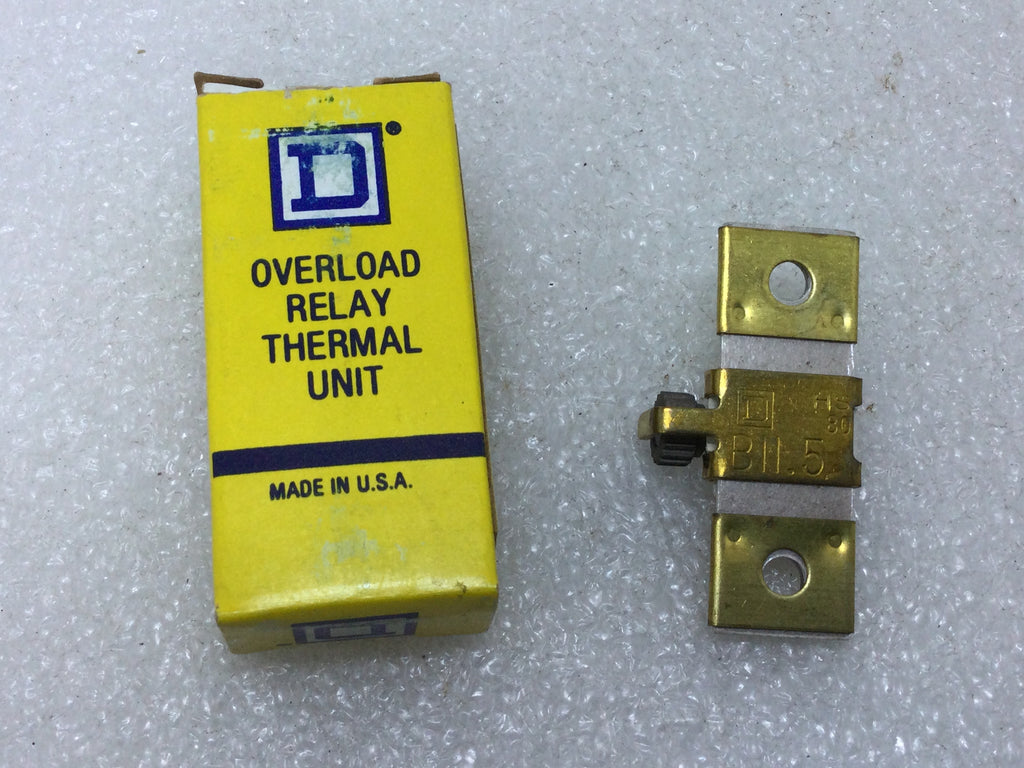 D®
OVERLOAD
RELAY
THERMAL
UNIT
MADE IN U.S.A.
D
D
B11.5